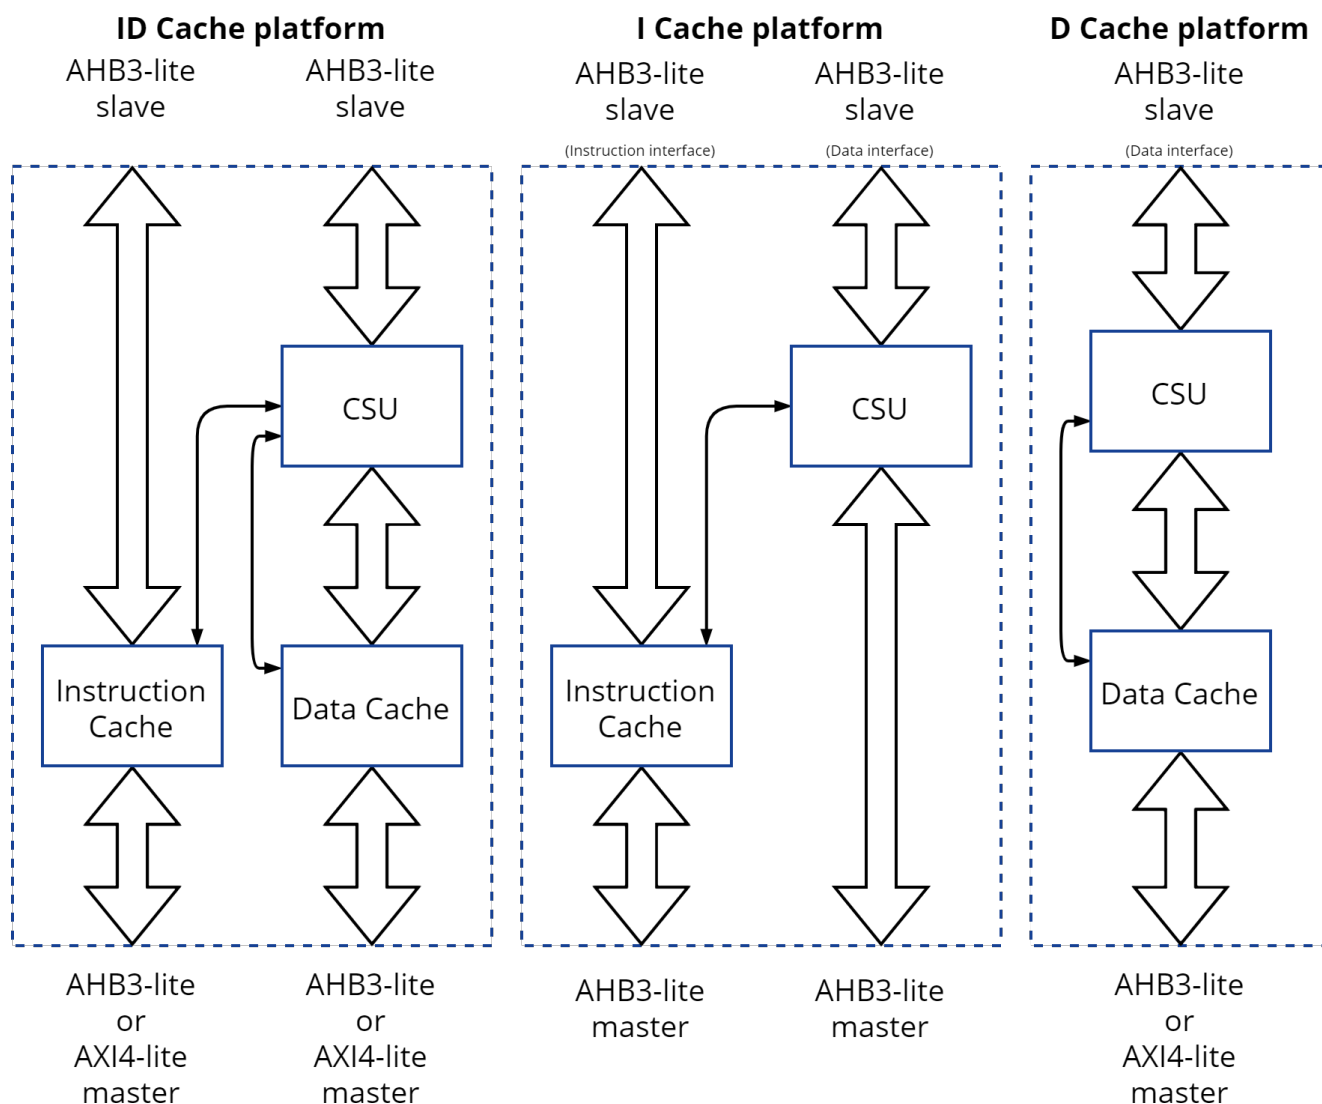 ID Cache platform
AHB3-lite
slave
AHB3-lite
slave
CSU
Instruction
Cache
Data Cache
AHB3-lite
or
AXI4-lite
master
AHB3-lite
or
AXI4-lite
master
I Cache platform
AHB3-lite
slave
(Instruction interface)
AHB3-lite
slave
(Data interface)
CSU
Instruction
Cache
AHB3-lite
master
AHB3-lite
master
D Cache platform
AHB3-lite
slave
(Data interface)
CSU
Data Cache
AHB3-lite
or
AXI4-lite
master